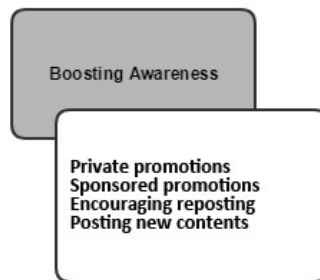 Boosting Awareness
Private promotions
Sponsored promotions
Encouraging reposting
Posting new contents